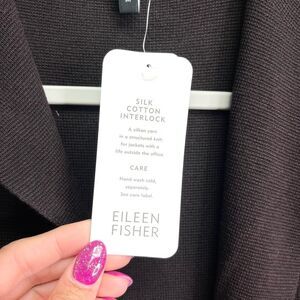 SILK
COTTON
INTERLOCK
A silken yarn
in a structured knit
for jackets with a
life outside the office.
CARE
Hand wash cold,
separately.
See care label.
EILEEN
FISHER